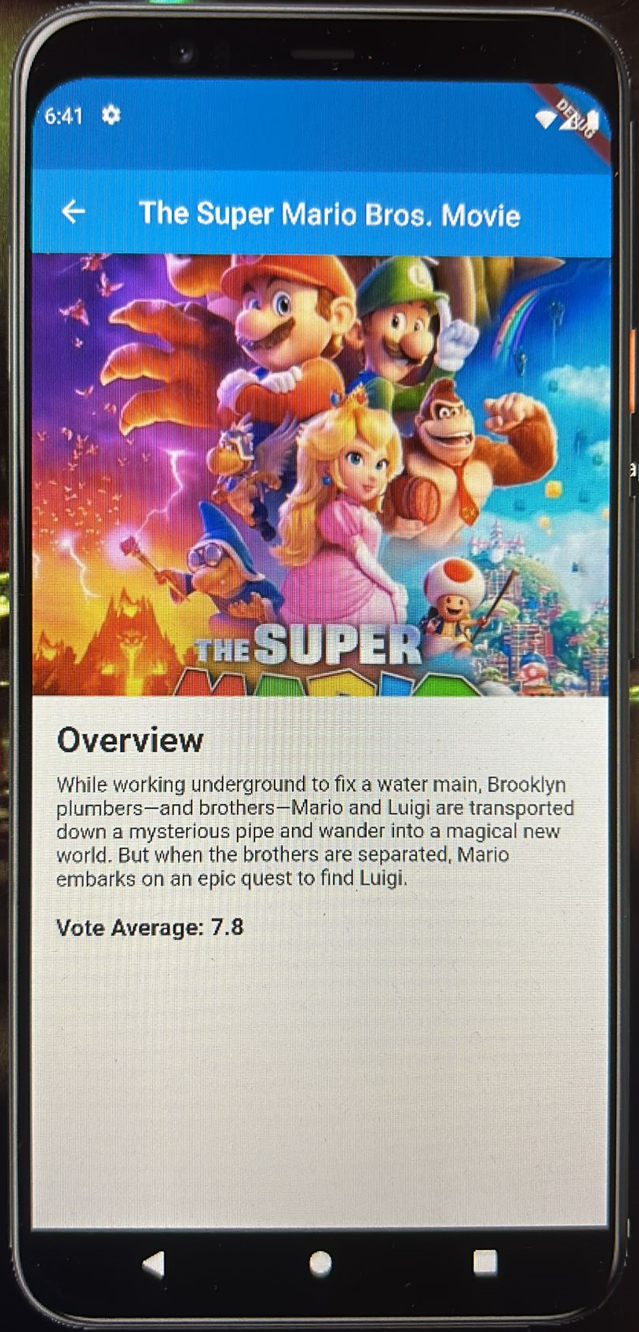 6:41
DEBUG
The Super Mario Bros. Movie
L
THE SUPER
MARIO
Overview
While working underground to fix a water main, Brooklyn
plumbers—and brothers—Mario and Luigi are transported
down a mysterious pipe and wander into a magical new
world. But when the brothers are separated, Mario
embarks on an epic quest to find Luigi.
Vote Average: 7.8